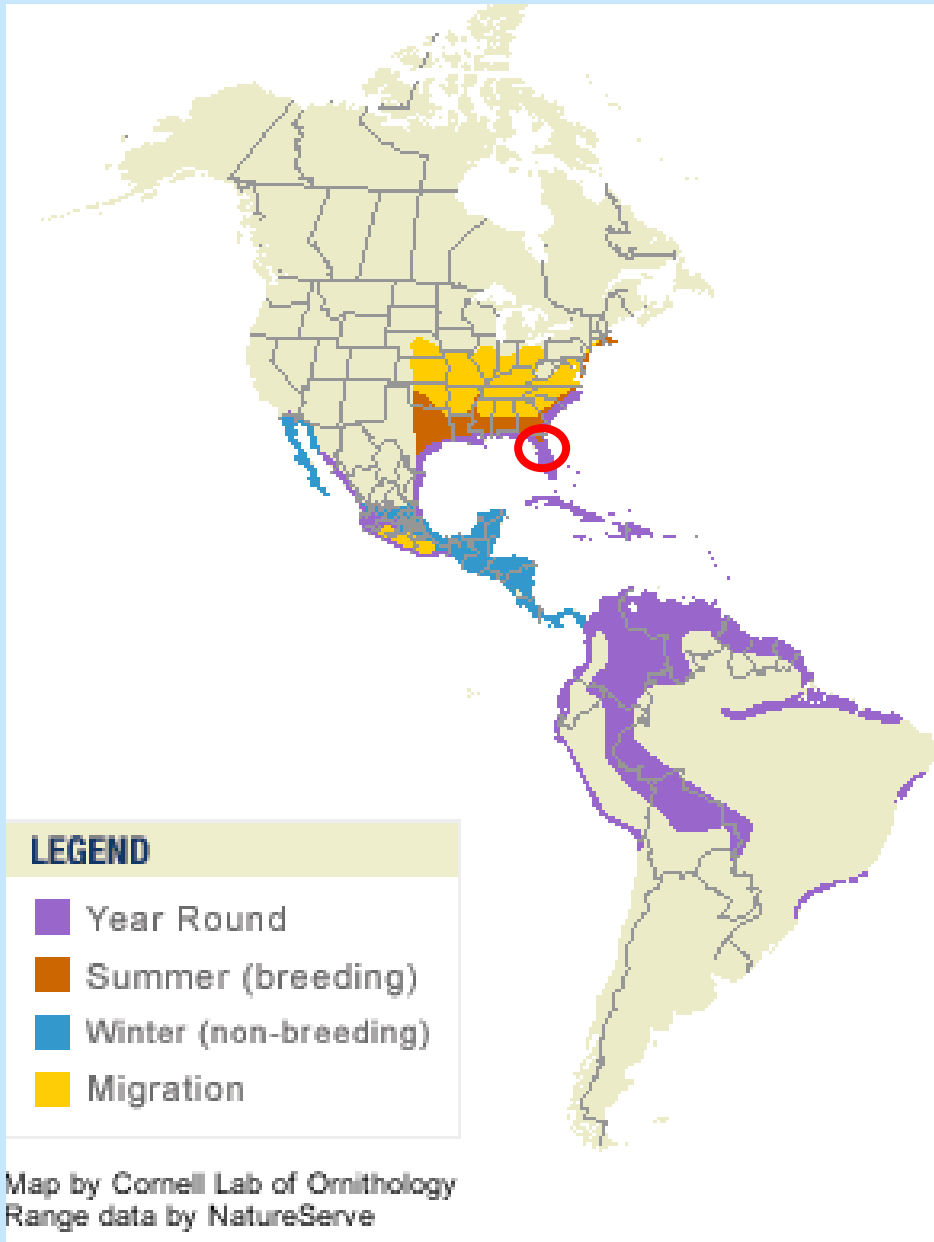 LEGEND
Year Round
Summer (breeding)
Winter (non-breeding)
Migration
Map by Cornell Lab of Ornithology
Range data by NatureServe